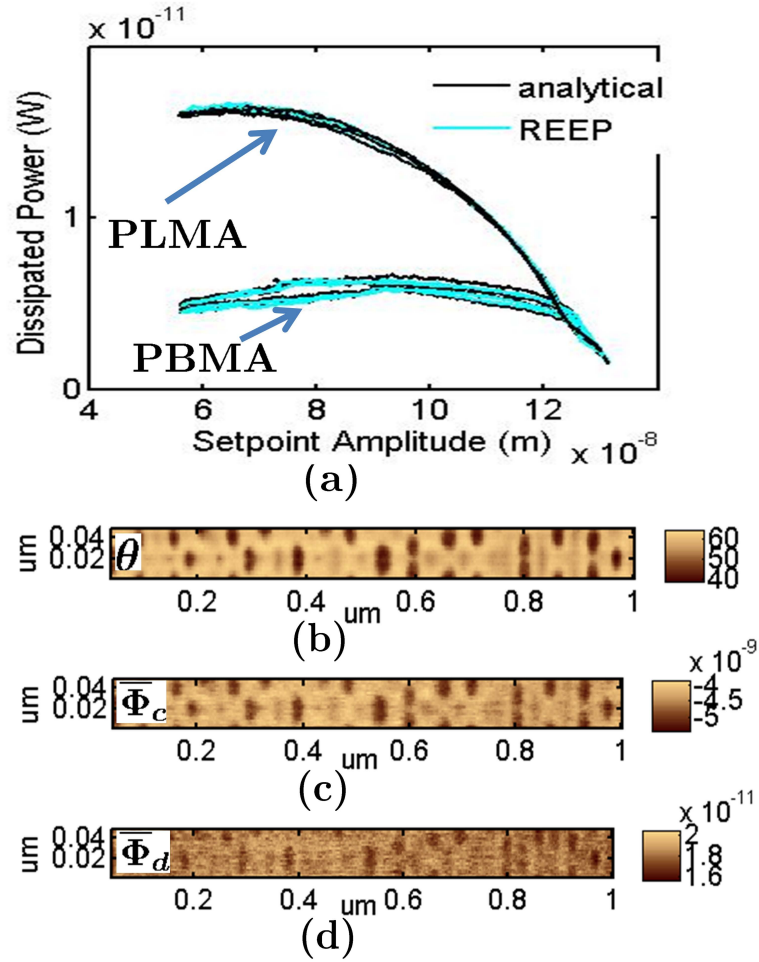 x 10⁻¹¹
Dissipated Power (W)
1
0
analytical
REEP
PLMA
PBMA
4 6 8 10 12
Setpoint Amplitude (m) x 10⁻⁸
(a)
um
0.04
0.02
θ
60
50
40
0.2 0.4 0.6 0.8 1
um
(b)
x 10⁻⁹
um
0.04
0.02
Φ̅c
-4
-4.5
-5
0.2 0.4 0.6 0.8 1
um
(c)
x 10⁻¹¹
um
0.04
0.02
Φ̅d
2
1.8
1.6
0.2 0.4 um 0.6 0.8 1
(d)